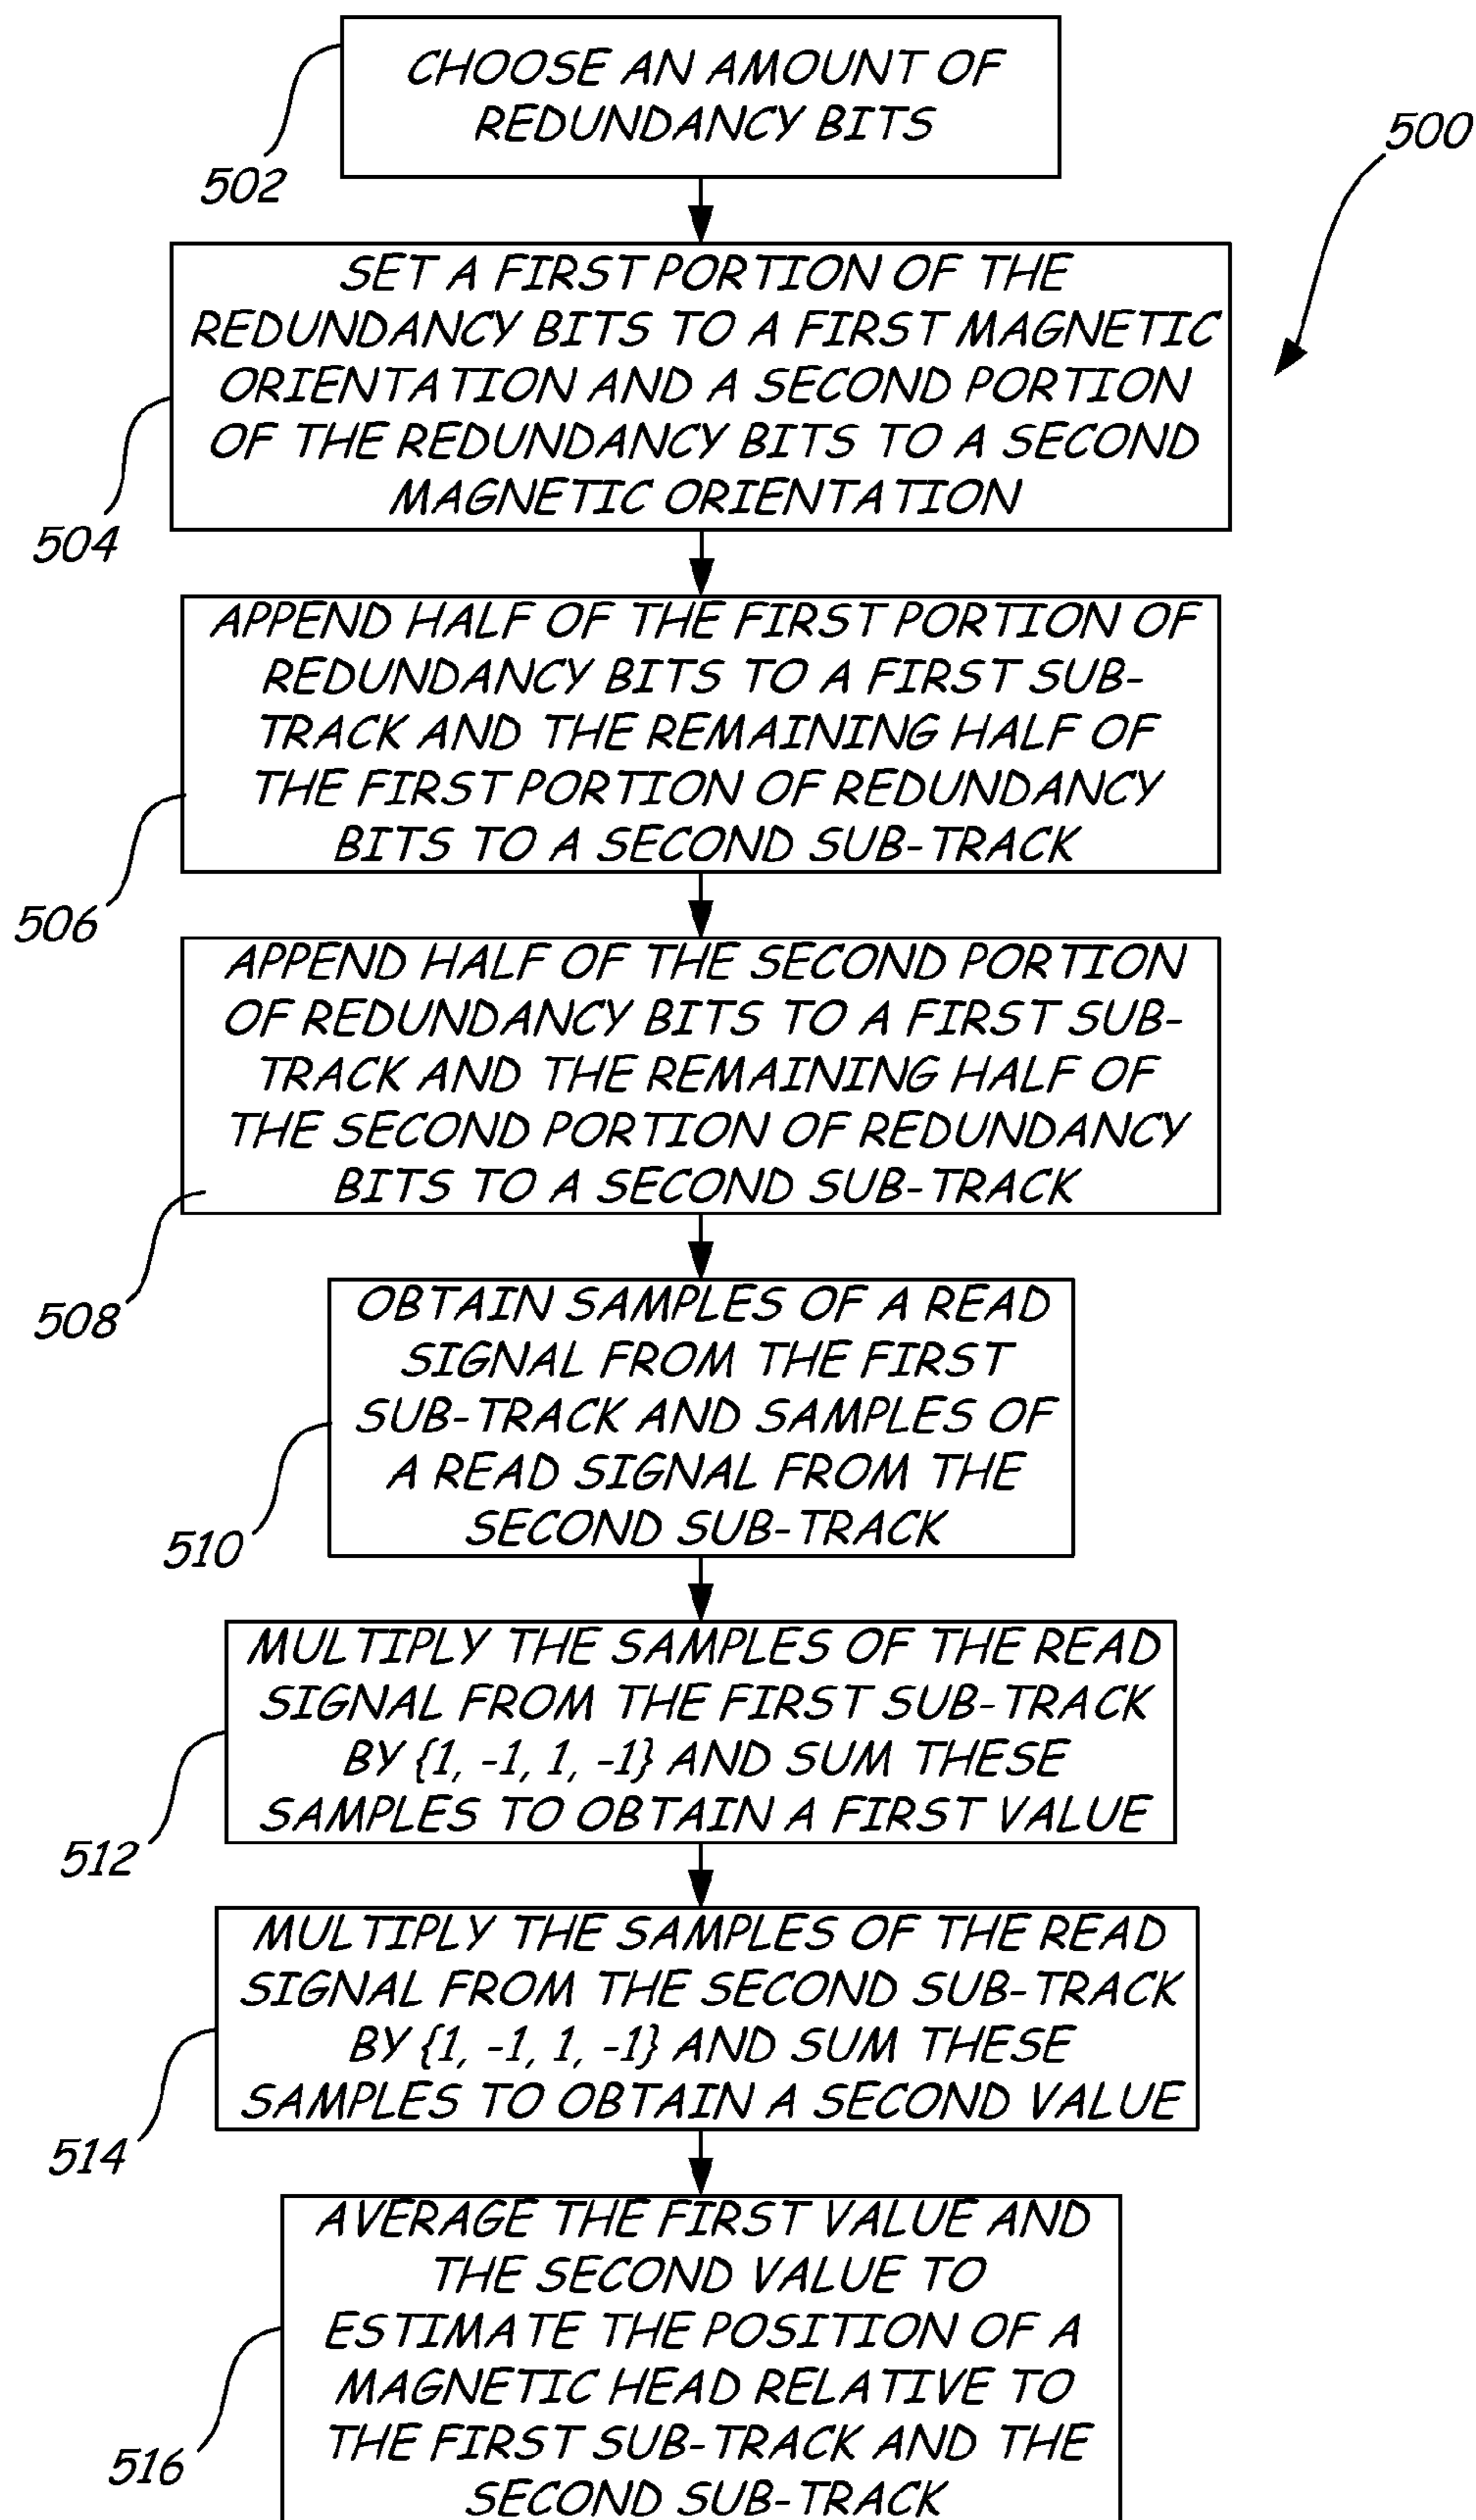 CHOOSE AN AMOUNT OF
REDUNDANCY BITS
500
502
SET A FIRST PORTION OF THE
REDUNDANCY BITS TO A FIRST MAGNETIC
ORIENTATION AND A SECOND PORTION
OF THE REDUNDANCY BITS TO A SECOND
MAGNETIC ORIENTATION
504
APPEND HALF OF THE FIRST PORTION OF
REDUNDANCY BITS TO A FIRST SUB-
TRACK AND THE REMAINING HALF OF
THE FIRST PORTION OF REDUNDANCY
BITS TO A SECOND SUB-TRACK
506
APPEND HALF OF THE SECOND PORTION
OF REDUNDANCY BITS TO A FIRST SUB-
TRACK AND THE REMAINING HALF OF
THE SECOND PORTION OF REDUNDANCY
BITS TO A SECOND SUB-TRACK
508
OBTAIN SAMPLES OF A READ
SIGNAL FROM THE FIRST
SUB-TRACK AND SAMPLES OF
A READ SIGNAL FROM THE
SECOND SUB-TRACK
510
MULTIPLY THE SAMPLES OF THE READ
SIGNAL FROM THE FIRST SUB-TRACK
BY {1, -1, 1, -1} AND SUM THESE
SAMPLES TO OBTAIN A FIRST VALUE
512
MULTIPLY THE SAMPLES OF THE READ
SIGNAL FROM THE SECOND SUB-TRACK
BY {1, -1, 1, -1} AND SUM THESE
SAMPLES TO OBTAIN A SECOND VALUE
514
AVERAGE THE FIRST VALUE AND
THE SECOND VALUE TO
ESTIMATE THE POSITION OF A
MAGNETIC HEAD RELATIVE TO
THE FIRST SUB-TRACK AND THE
SECOND SUB-TRACK
516